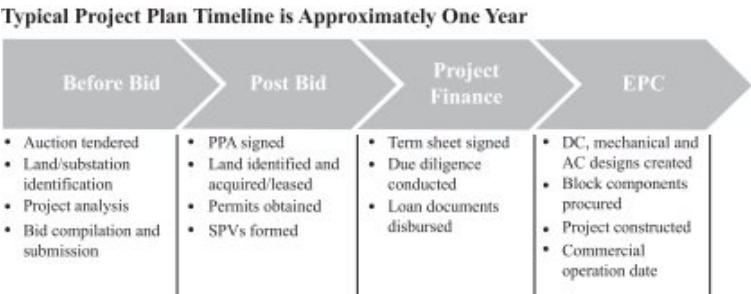 Typical Project Plan Timeline is Approximately One Year
Before Bid
Post Bid
Project
Finance
EPC
• Auction tendered
• Land/substation
identification
• Project analysis
• Bid compilation and
submission
• PPA signed
• Land identified and
acquired/leased
• Permits obtained
• SPVs formed
• Term sheet signed
• Due diligence
conducted
• Loan documents
disbursed
• DC, mechanical and
AC designs created
• Block components
procured
• Project constructed
• Commercial
operation date